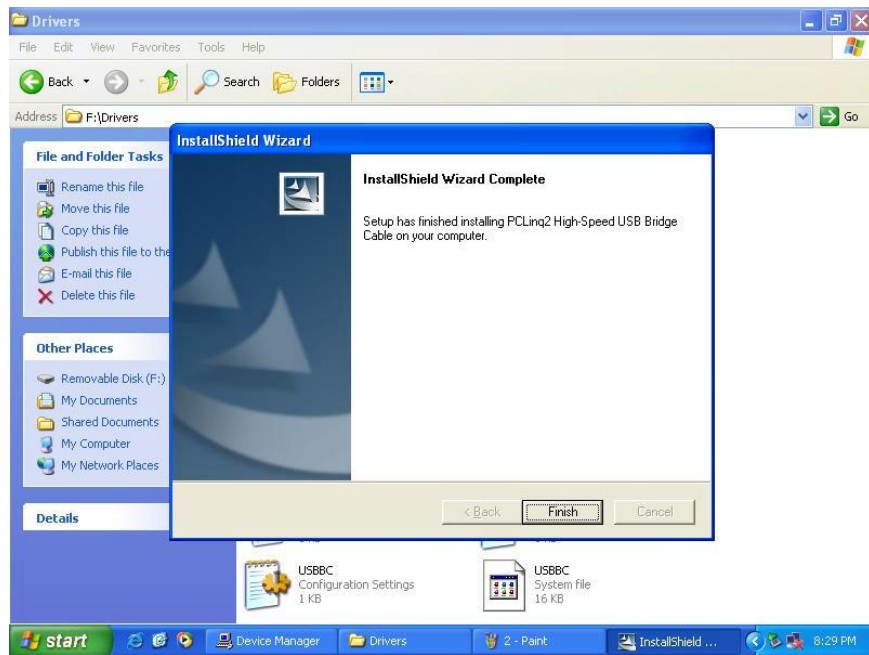 Drivers
File Edit View Favorites Tools Help
Back Search Folders
Address F:\Drivers Go
InstallShield Wizard
File and Folder Tasks
Rename this file
Move this file
Copy this file
Publish this file to the
E-mail this file
Delete this file
Other Places
Removable Disk (F:)
My Documents
Shared Documents
My Computer
My Network Places
Details
InstallShield Wizard Complete
Setup has finished installing PCLinq2 High-Speed USB Bridge
Cable on your computer.
< Back Finish Cancel
USBBC
Configuration Settings
1 KB
USBBC
System file
16 KB
start Device Manager Drivers 2 - Paint InstallShield ... 8:29 PM